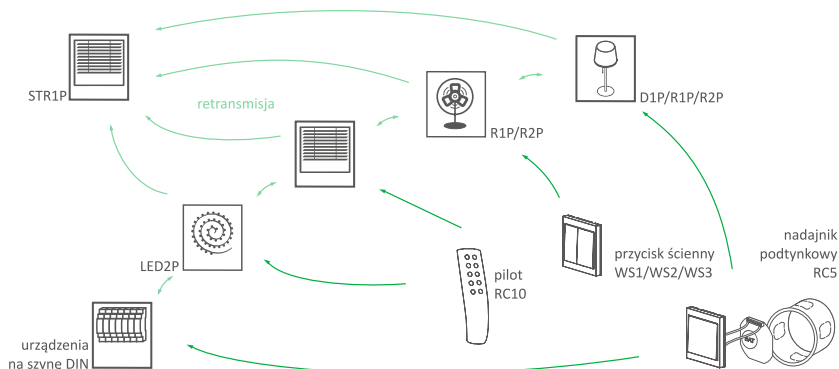 STR1P
retransmisja
R1P/R2P
D1P/R1P/R2P
LED2P
pilot
RC10
przycisk ścienny
WS1/WS2/WS3
nadajnik
podtynkowy
RC5
urządzenia
na szyne DIN